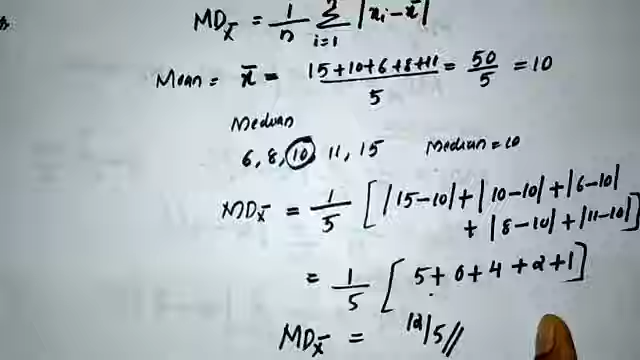 MD_x̄ = 1/n Σ_{i=1} |x_i - x̄|
Mean = x̄ = 15+10+6+8+11/5 = 50/5 = 10
Median
6, 8, 10, 11, 15 Median = 10
MD_x̄ = 1/5 [ |15-10| + |10-10| + |6-10|
+ |8-10| + |11-10| ]
= 1/5 [ 5+0+4+2+1 ]
MD_x̄ = 12/5 //